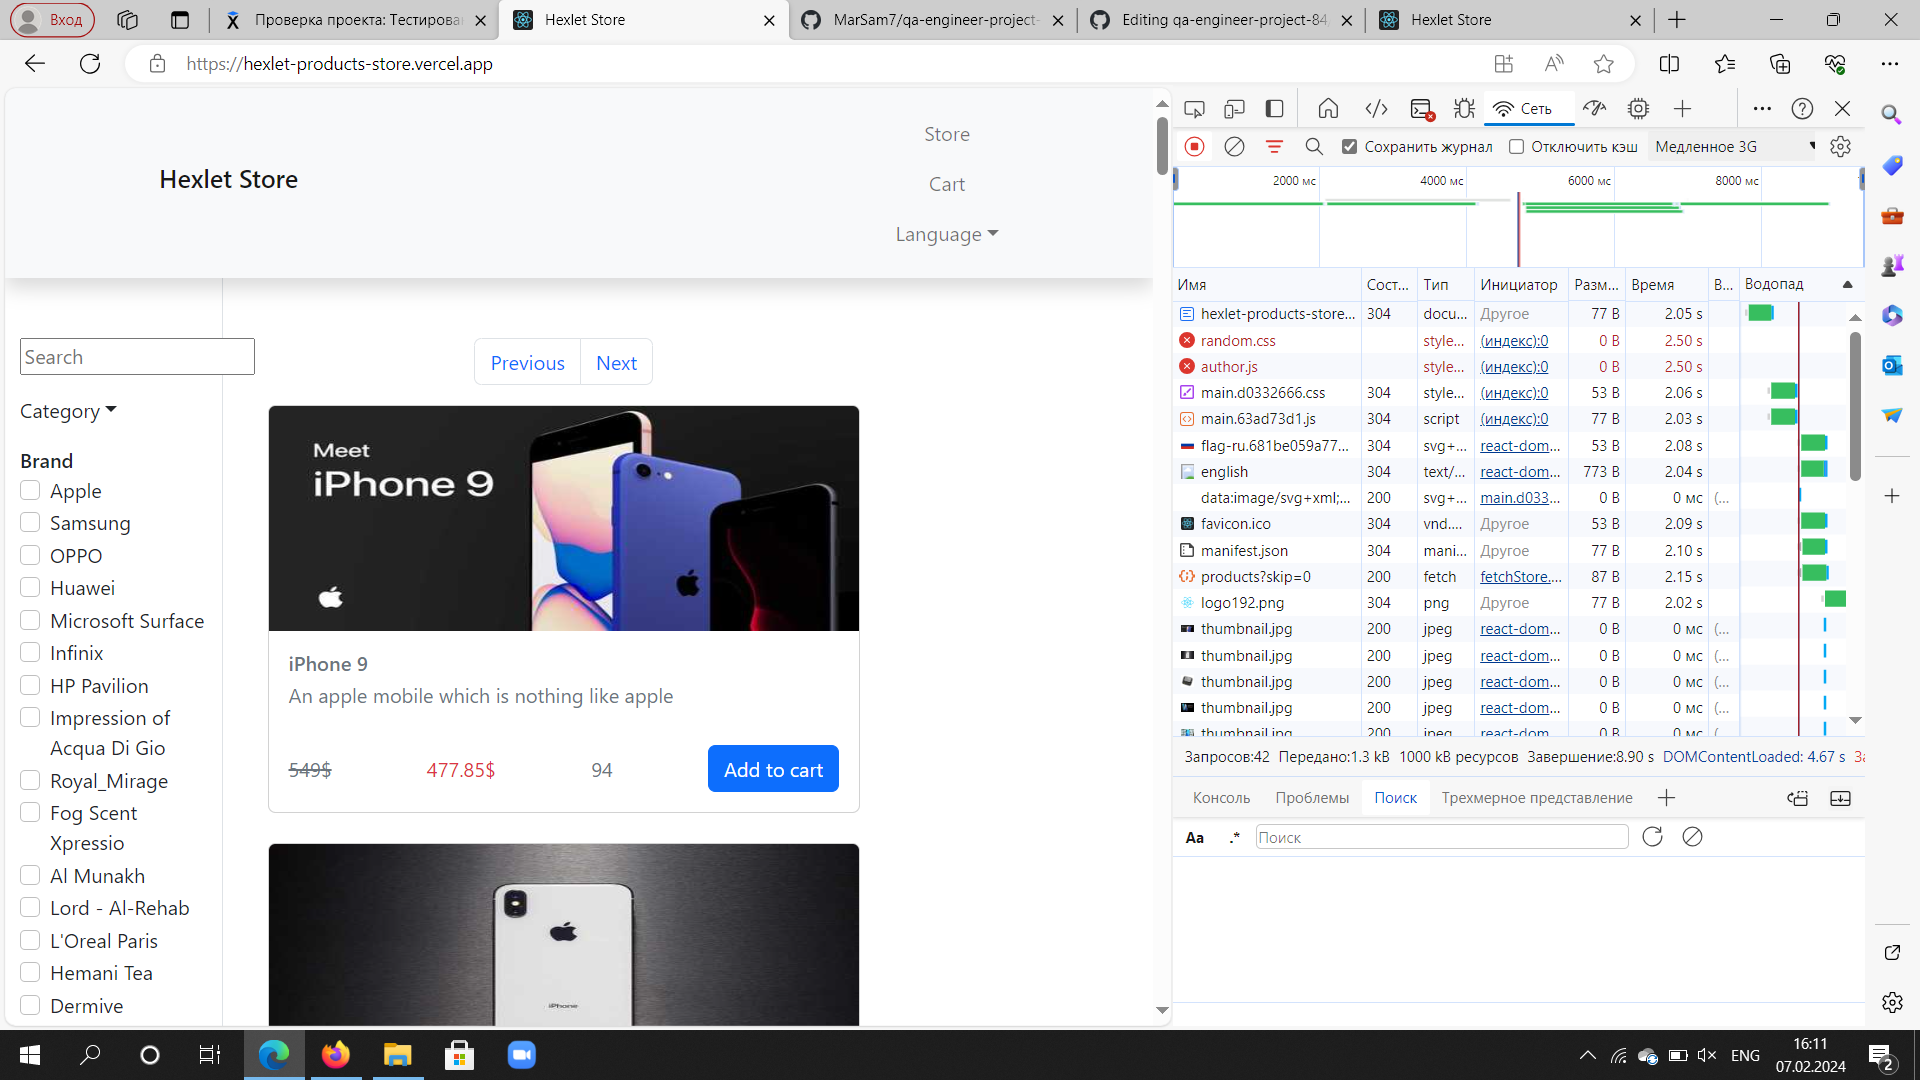 Вход
Проверка проекта: Тестирова
Hexlet Store
MarSam7/qa-engineer-project-
Editing qa-engineer-project-84
Hexlet Store
https://hexlet-products-store.vercel.app
Hexlet Store
Store
Cart
Language
Search
Category
Brand
Apple
Samsung
OPPO
Huawei
Microsoft Surface
Infinix
HP Pavilion
Impression of
Acqua Di Gio
Royal_Mirage
Fog Scent
Xpressio
Al Munakh
Lord - Al-Rehab
L'Oreal Paris
Hemani Tea
Dermive
Previous
Next
Meet
iPhone 9
iPhone 9
An apple mobile which is nothing like apple
549$ 477.85$ 94 Add to cart
iPhone
Сеть
Сохранить журнал Отключить кэш Медленное 3G
2000 мс 4000 мс 6000 мс 8000 мс
Имя Сост... Тип Инициатор Разм... Время В... Водопад
hexlet-products-store... 304 docu... Другое 77 B 2.05 s
random.css style... (индекс):0 0 B 2.50 s
author.js style... (индекс):0 0 B 2.50 s
main.d0332666.css 304 style... (индекс):0 53 B 2.06 s
main.63ad73d1.js 304 script (индекс):0 77 B 2.03 s
flag-ru.681be059a77... 304 svg+... react-dom... 53 B 2.08 s
english 304 text/... react-dom... 773 B 2.04 s
data:image/svg+xml;... 200 svg+... main.d033... 0 B 0 мс (...
favicon.ico 304 vnd.... Другое 53 B 2.09 s
manifest.json 304 mani... Другое 77 B 2.10 s
products?skip=0 200 fetch fetchStore.... 87 B 2.15 s
logo192.png 304 png Другое 77 B 2.02 s
thumbnail.jpg 200 jpeg react-dom... 0 B 0 мс (...
thumbnail.jpg 200 jpeg react-dom... 0 B 0 мс (...
thumbnail.jpg 200 jpeg react-dom... 0 B 0 мс (...
thumbnail.jpg 200 jpeg react-dom... 0 B 0 мс (...
thumbnail.jpg 200 jpeg react-dom... 0 B 0 мс (...
Запросов:42 Передано:1.3 kB 1000 kB ресурсов Завершение:8.90 s DOMContentLoaded: 4.67 s За
Консоль Проблемы Поиск Трехмерное представление
Aa .* Поиск
ENG
16:11
07.02.2024
2